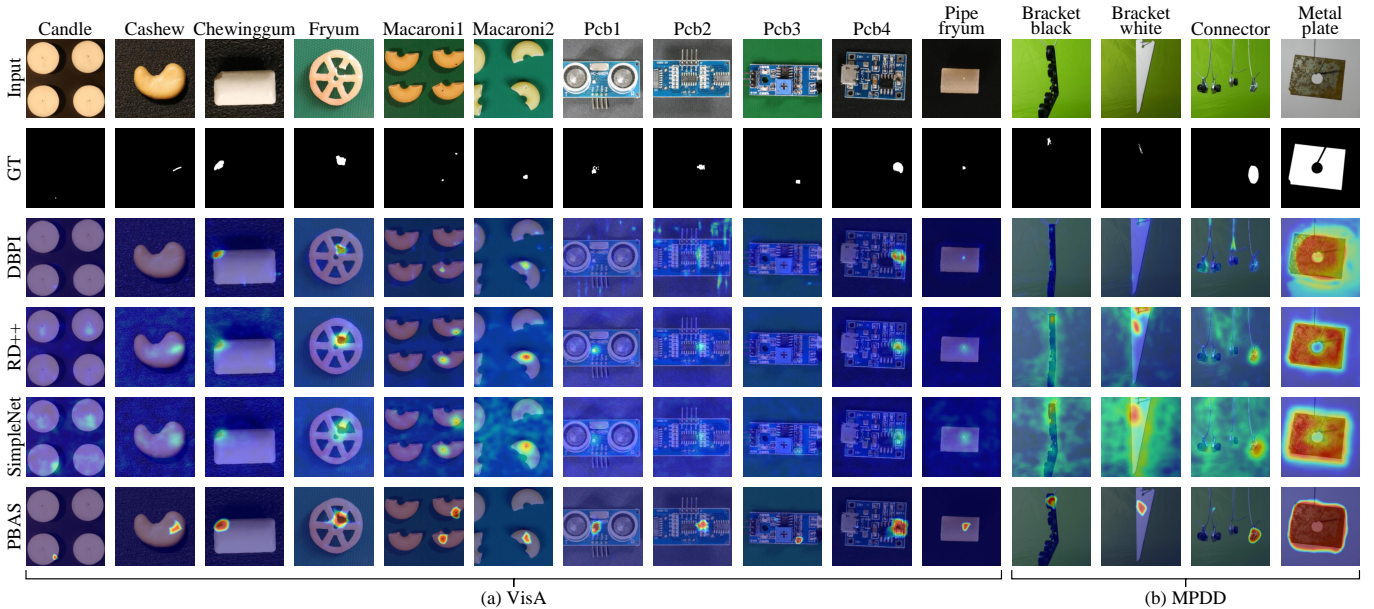 Candle Cashew Chewinggum Fryum Macaroni1 Macaroni2 Pcb1 Pcb2 Pcb3 Pcb4 Pipe fryum Bracket black Bracket white Connector Metal plate
Input
GT
DBPI
RD++
SimpleNet
PBAS
(a) VisA (b) MPDD